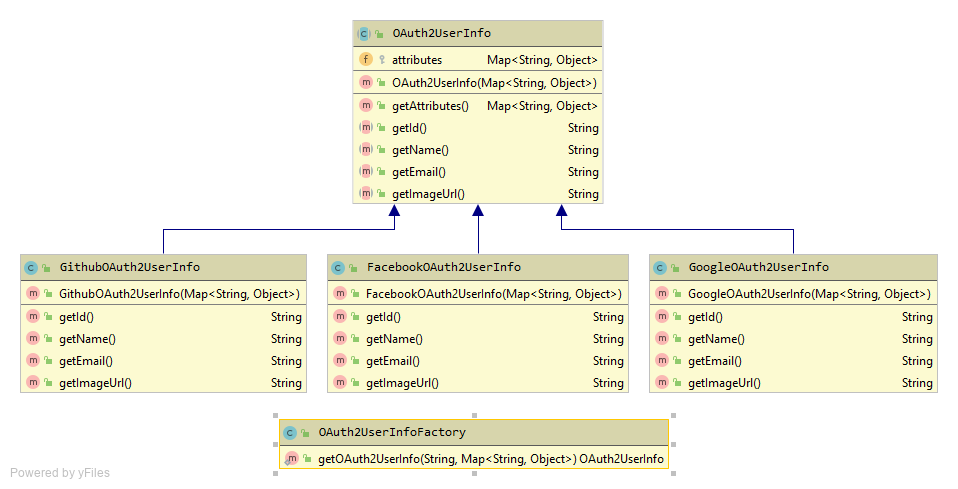 OAuth2UserInfo
attributes Map<String, Object>
OAuth2UserInfo(Map<String, Object>)
getAttributes() Map<String, Object>
getId() String
getName() String
getEmail() String
getImageUrl() String
GithubOAuth2UserInfo
GithubOAuth2UserInfo(Map<String, Object>)
getId() String
getName() String
getEmail() String
getImageUrl() String
FacebookOAuth2UserInfo
FacebookOAuth2UserInfo(Map<String, Object>)
getId() String
getName() String
getEmail() String
getImageUrl() String
GoogleOAuth2UserInfo
GoogleOAuth2UserInfo(Map<String, Object>)
getId() String
getName() String
getEmail() String
getImageUrl() String
OAuth2UserInfoFactory
getOAuth2UserInfo(String, Map<String, Object>) OAuth2UserInfo
Powered by yFiles